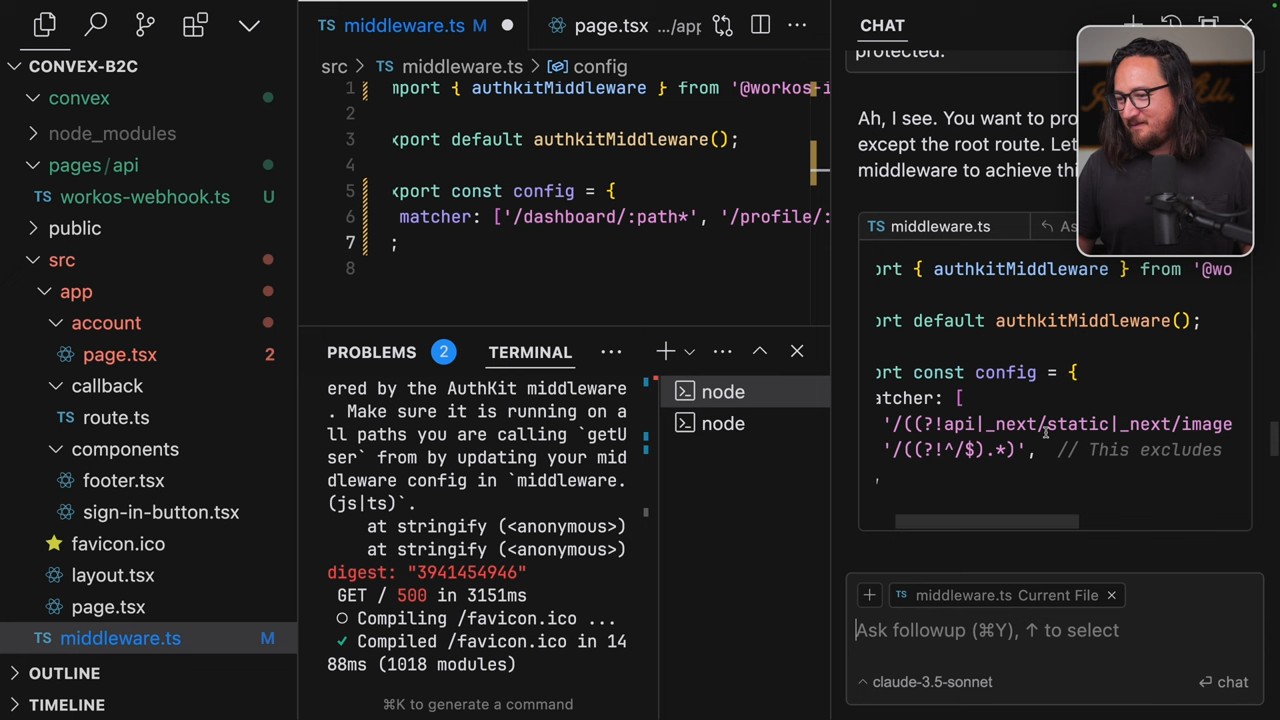 CONVEX-B2C
convex
node_modules
pages/api
TS workos-webhook.ts U
public
src
app
account
page.tsx 2
callback
route.ts
components
footer.tsx
sign-in-button.tsx
favicon.ico
layout.tsx
page.tsx
TS middleware.ts M
OUTLINE
TIMELINE
TS middleware.ts M
page.tsx .../app
src > TS middleware.ts > config
1 mport { authkitMiddleware } from '@workos-i
2
3 xport default authkitMiddleware();
4
5 xport const config = {
6 matcher: ['/dashboard/:path*', '/profile/:
7 ;
8
PROBLEMS 2 TERMINAL
ered by the AuthKit middleware
. Make sure it is running on a
ll paths you are calling `getU
ser` from by updating your mid
dleware config in `middleware.
(js|ts)`.
at stringify (<anonymous>)
at stringify (<anonymous>)
digest: "3941454946"
GET / 500 in 3151ms
○ Compiling /favicon.ico ...
✓ Compiled /favicon.ico in 14
88ms (1018 modules)
⌘K to generate a command
node
node
CHAT
protected.
Ah, I see. You want to pro
except the root route. Let
middleware to achieve thi
TS middleware.ts As
ort { authkitMiddleware } from '@wo
ort default authkitMiddleware();
ort const config = {
atcher: [
'/((?!api|_next/static|_next/image
'/((?!^/$).*)', // This excludes
TS middleware.ts Current File ×
Ask followup (⌘Y), ↑ to select
claude-3.5-sonnet
chat